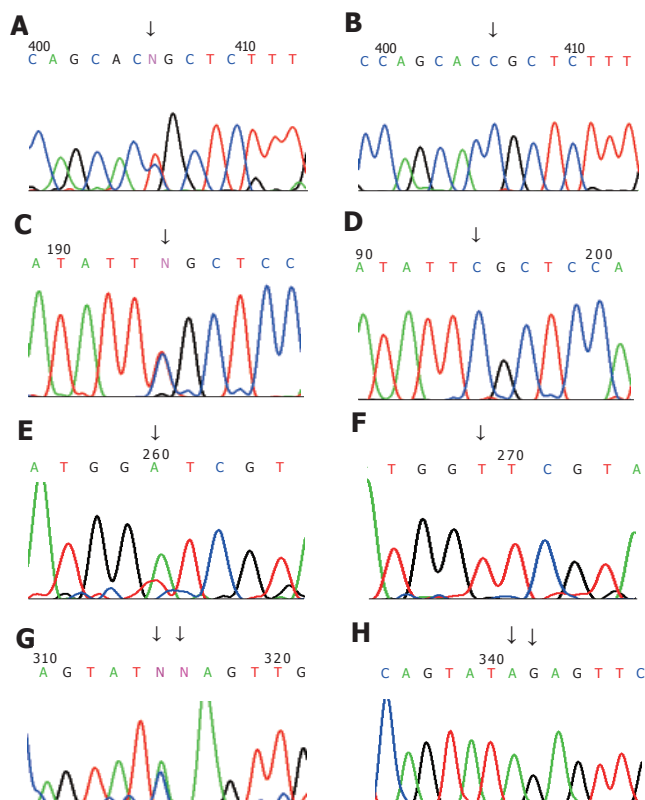 A ↓
400 410
C A G C A C N G C T C T T T
B ↓
400 410
C C A G C A C C G C T C T T T
C ↓
190
A T A T T N G C T C C
D ↓
90 200
A T A T T C G C T C C A
E ↓
260
A T G G A T C G T
F ↓
270
T G G T T C G T A
G ↓ ↓
310 320
A G T A T N N A G T T G
H ↓ ↓
340
C A G T A T A G A G T T C